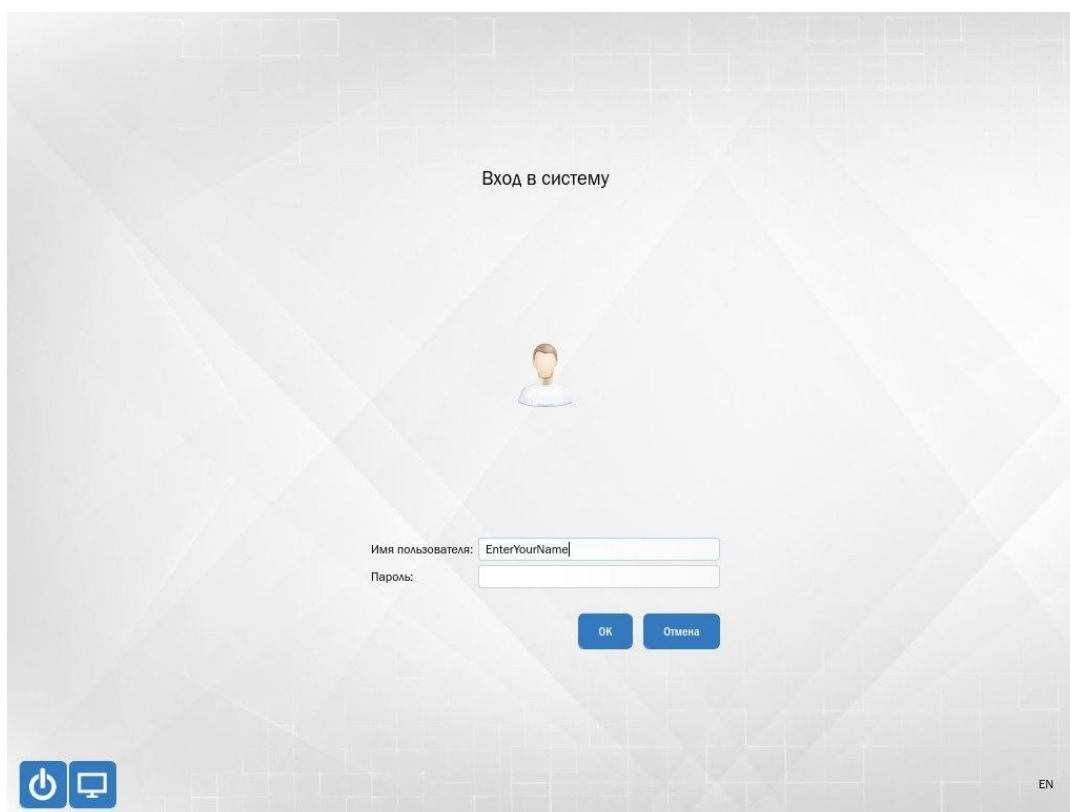 Вход в систему
Имя пользователя: EnterYourName
Пароль:
OK Отмена
EN